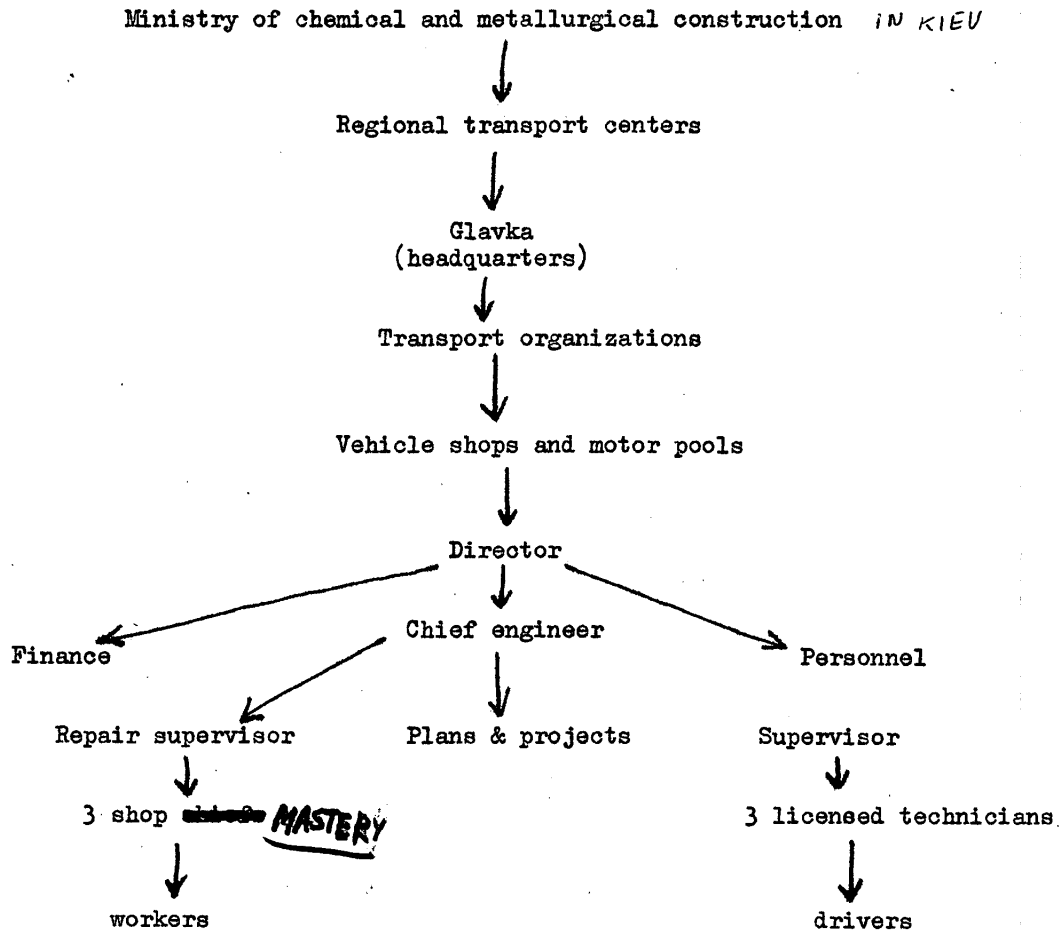 Ministry of chemical and metallurgical construction IN KIEV
Regional transport centers
Glavka
(headquarters)
Transport organizations
Vehicle shops and motor pools
Director
Chief engineer
Finance
Personnel
Repair supervisor
Plans & projects
Supervisor
3 shop MASTERY
3 licensed technicians
workers
drivers